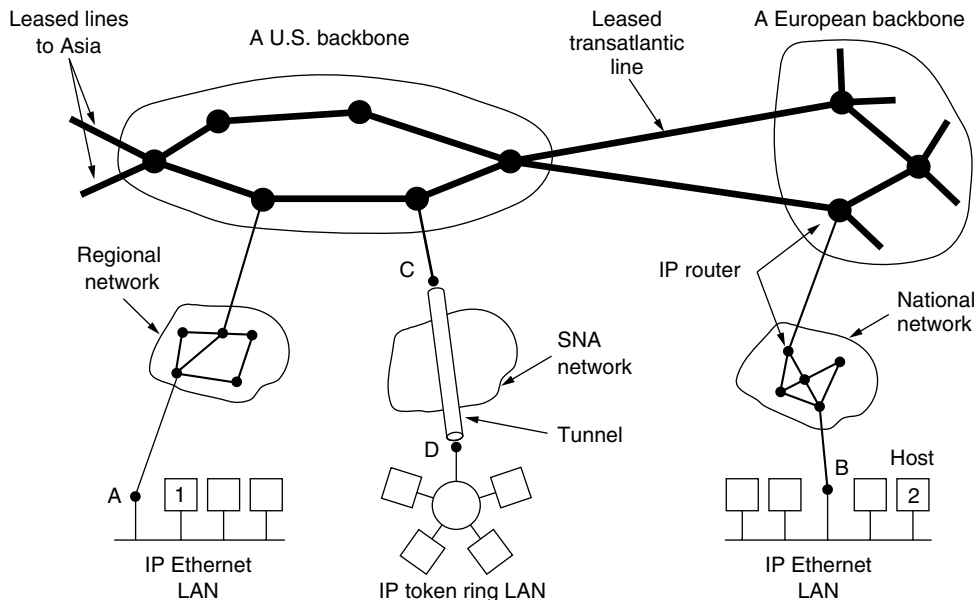 Leased lines
to Asia
A U.S. backbone
Leased
transatlantic
line
A European backbone
Regional
network
C
SNA
network
Tunnel
D
IP router
National
network
A
1
IP Ethernet
LAN
IP token ring LAN
B
Host
2
IP Ethernet
LAN